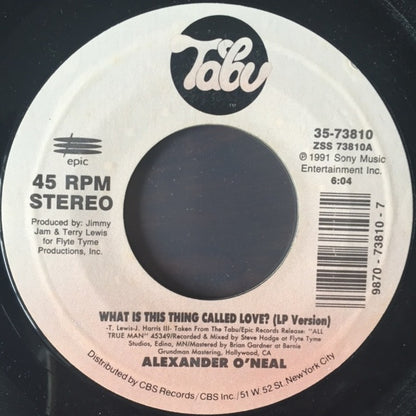 Tabu
TM
epic
45 RPM
STEREO
Produced by: Jimmy
Jam & Terry Lewis
for Flyte Tyme
Productions, Inc.
35-73810
ZSS 73810A
℗ 1991 Sony Music
Entertainment Inc.
6:04
9870 - 73810 - 7
WHAT IS THIS THING CALLED LOVE? (LP Version)
-T. Lewis-J. Harris III- Taken From The Tabu/Epic Records Release: "ALL
TRUE MAN" 45349/Recorded & Mixed by Steve Hodge at Flyte Tyme
Studios, Edina, MN/Mastered by Brian Gardner at Bernie
Grundman Mastering, Hollywood, CA
ALEXANDER O'NEAL
Distributed by CBS Records / CBS Inc. / 51 W. 52 St. New York City